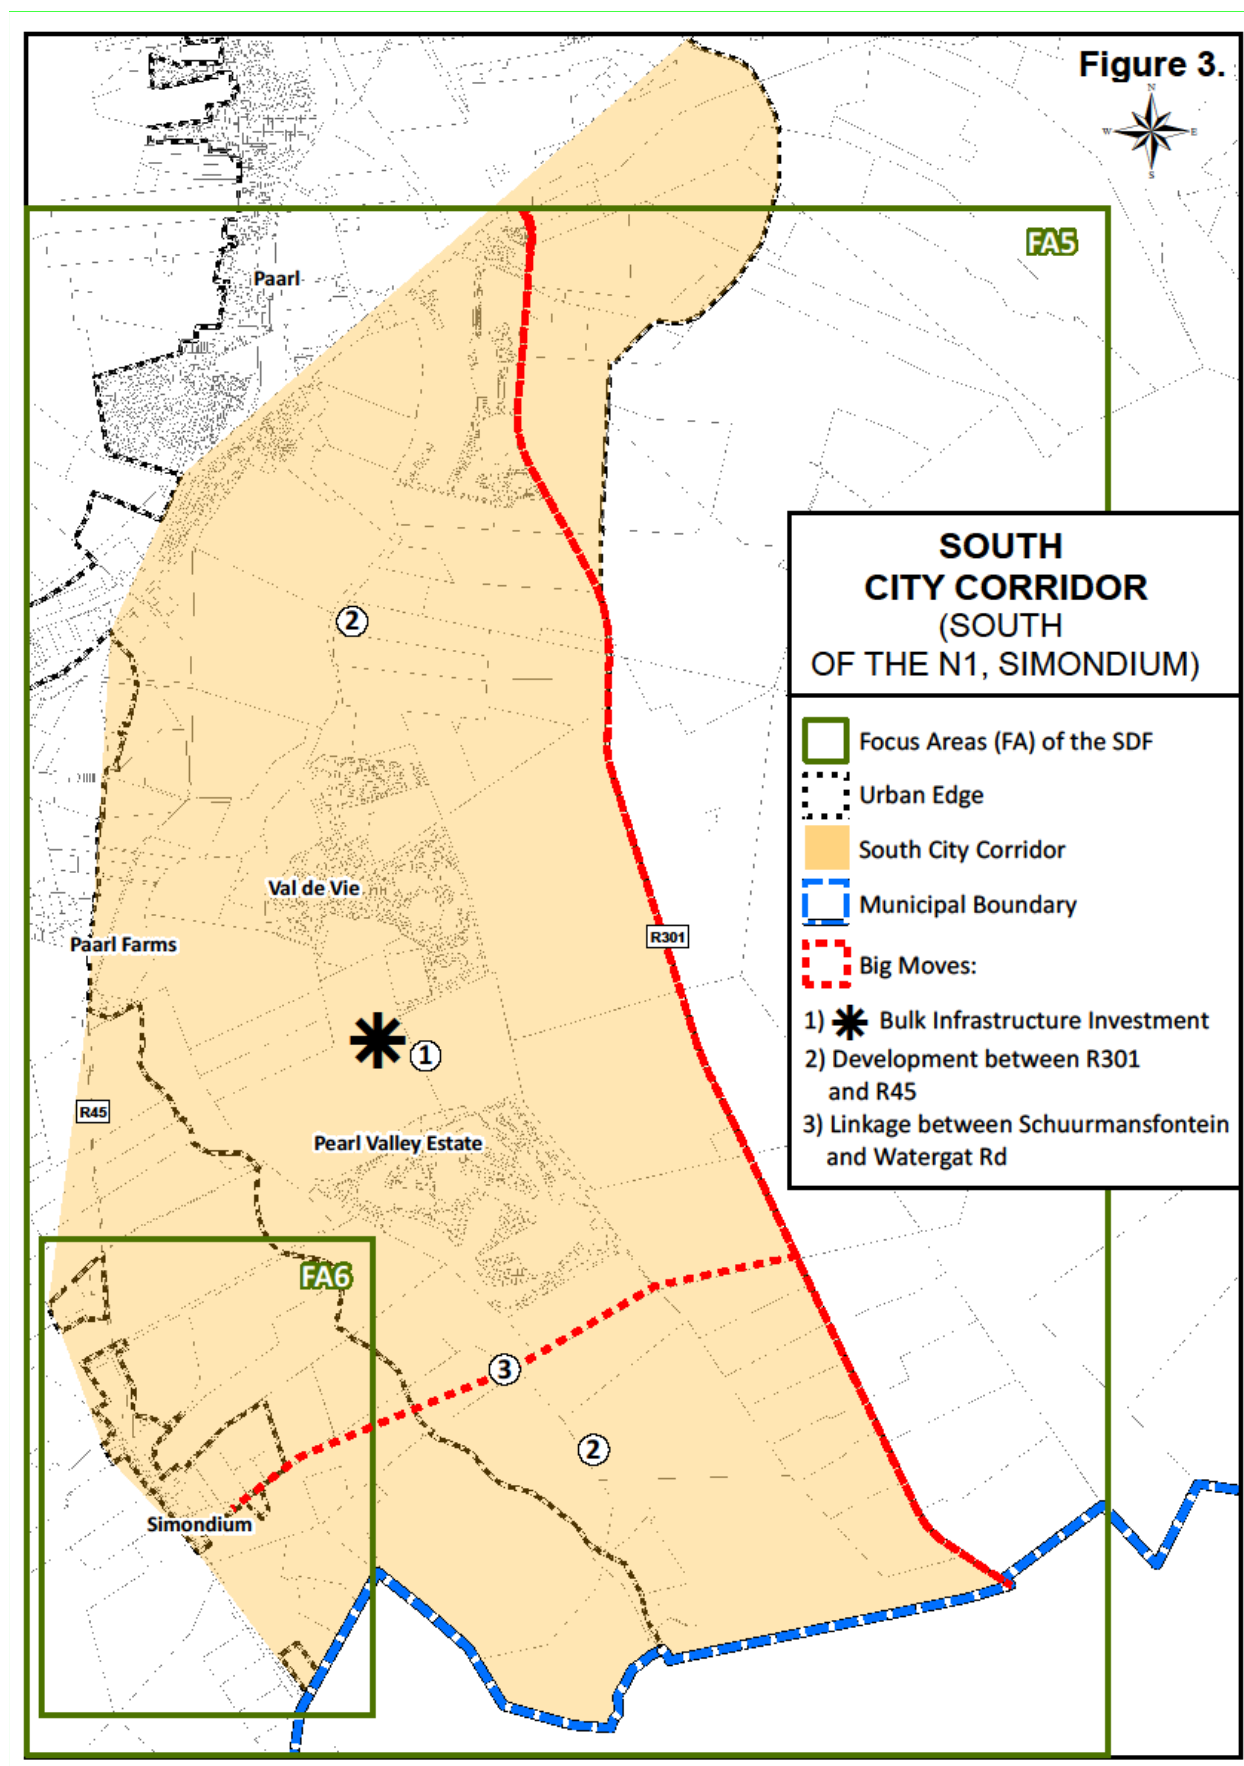 Figure 3.
N
W
E
S
FA5
Paarl
SOUTH
CITY CORRIDOR
(SOUTH
OF THE N1, SIMONDIUM)
2
Focus Areas (FA) of the SDF
Urban Edge
South City Corridor
Municipal Boundary
Big Moves:
1) Bulk Infrastructure Investment
2) Development between R301
and R45
3) Linkage between Schuurmansfontein
and Watergat Rd
Val de Vie
Paarl Farms
R301
1
R45
Pearl Valley Estate
FA6
3
2
Simondium